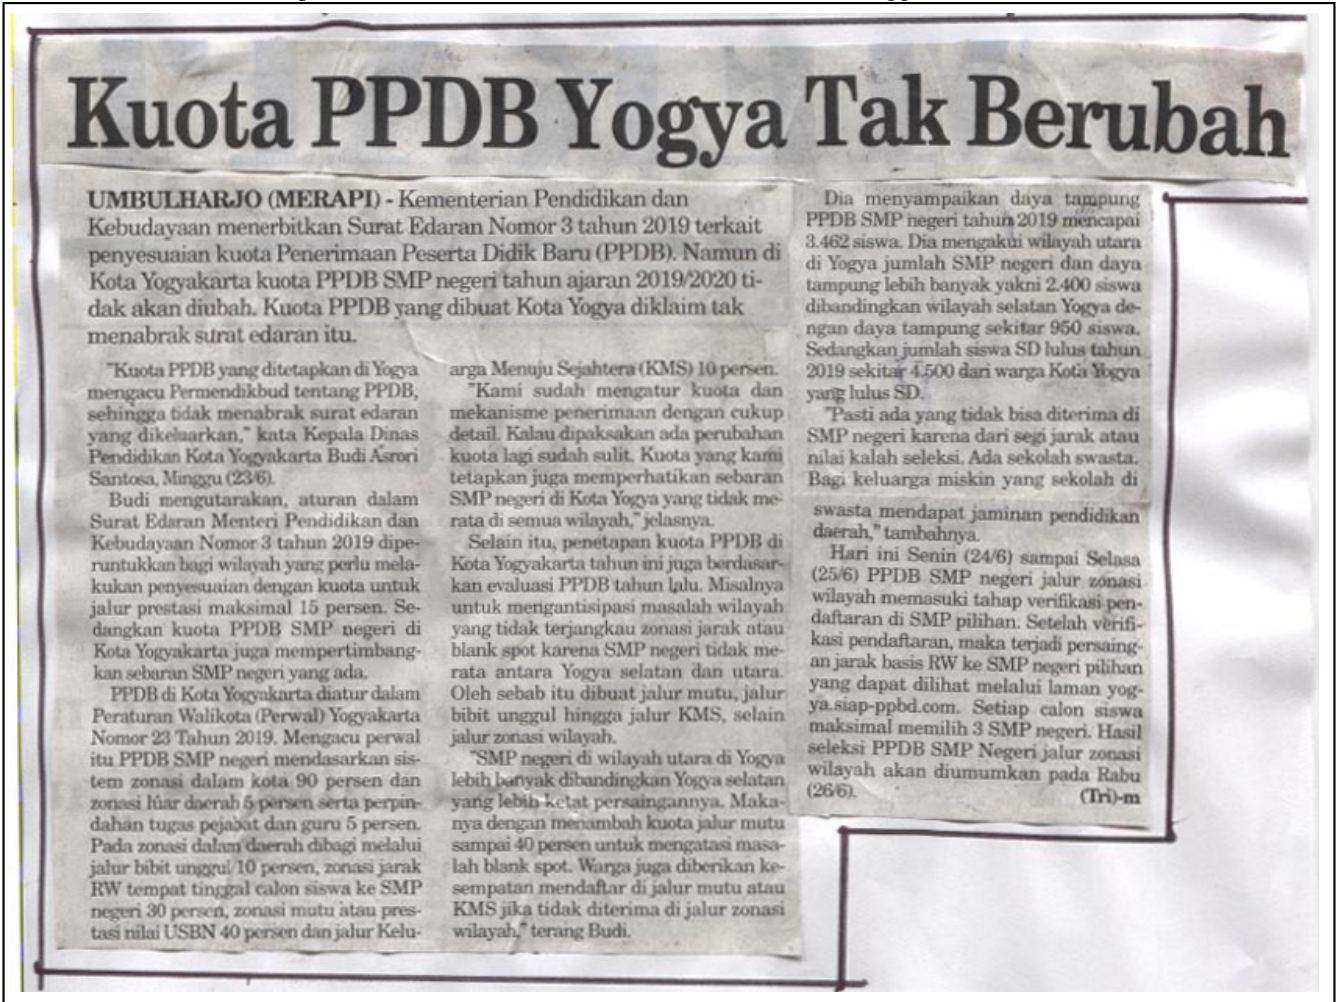 Kuota PPDB Yogya Tak Berubah
UMBULHARJO (MERAPI) - Kementerian Pendidikan dan
Kebudayaan menerbitkan Surat Edaran Nomor 3 tahun 2019 terkait
penyesuaian kuota Penerimaan Peserta Didik Baru (PPDB). Namun di
Kota Yogyakarta kuota PPDB SMP negeri tahun ajaran 2019/2020 ti-
dak akan diubah. Kuota PPDB yang dibuat Kota Yogya diklaim tak
menabrak surat edaran itu.
"Kuota PPDB yang ditetapkan di Yogya
mengacu Permendikbud tentang PPDB,
sehingga tidak menabrak surat edaran
yang dikeluarkan," kata Kepala Dinas
Pendidikan Kota Yogyakarta Budi Asrori
Santosa, Minggu (23/6).
Budi mengutarakan, aturan dalam
Surat Edaran Menteri Pendidikan dan
Kebudayaan Nomor 3 tahun 2019 dipe-
runtukkan bagi wilayah yang perlu mela-
kukan penyesuaian dengan kuota untuk
jalur prestasi maksimal 15 persen. Se-
dangkan kuota PPDB SMP negeri di
Kota Yogyakarta juga mempertimbang-
kan sebaran SMP negeri yang ada.
PPDB di Kota Yogyakarta diatur dalam
Peraturan Walikota (Perwal) Yogyakarta
Nomor 23 Tahun 2019. Mengacu perwal
itu PPDB SMP negeri mendasarkan sis-
tem zonasi dalam kota 90 persen dan
zonasi luar daerah 5 persen serta perpin-
dahan tugas pejabat dan guru 5 persen.
Pada zonasi dalam daerah dibagi melalui
jalur bibit unggul 10 persen, zonasi jarak
RW tempat tinggal calon siswa ke SMP
negeri 30 persen, zonasi mutu atau pres-
tasi nilai USBN 40 persen dan jalur Kelu-
arga Menuju Sejahtera (KMS) 10 persen.
"Kami sudah mengatur kuota dan
mekanisme penerimaan dengan cukup
detail. Kalau dipaksakan ada perubahan
kuota lagi sudah sulit. Kuota yang kami
tetapkan juga memperhatikan sebaran
SMP negeri di Kota Yogya yang tidak me-
rata di semua wilayah," jelasnya.
Selain itu, penetapan kuota PPDB di
Kota Yogyakarta tahun ini juga berdasar-
kan evaluasi PPDB tahun lalu. Misalnya
untuk mengantisipasi masalah wilayah
yang tidak terjangkau zonasi jarak atau
blank spot karena SMP negeri tidak me-
rata antara Yogya selatan dan utara.
Oleh sebab itu dibuat jalur mutu, jalur
bibit unggul hingga jalur KMS, selain
jalur zonasi wilayah.
"SMP negeri di wilayah utara di Yogya
lebih banyak dibandingkan Yogya selatan
yang lebih ketat persaingannya. Maka-
nya dengan menambah kuota jalur mutu
sampai 40 persen untuk mengatasi masa-
lah blank spot. Warga juga diberikan ke-
sempatan mendaftar di jalur mutu atau
KMS jika tidak diterima di jalur zonasi
wilayah," terang Budi.
Dia menyampaikan daya tampung
PPDB SMP negeri tahun 2019 mencapai
3.462 siswa. Dia mengakui wilayah utara
di Yogya jumlah SMP negeri dan daya
tampung lebih banyak yakni 2.400 siswa
dibandingkan wilayah selatan Yogya de-
ngan daya tampung sekitar 950 siswa.
Sedangkan jumlah siswa SD lulus tahun
2019 sekitar 4.500 dari warga Kota Yogya
yang lulus SD.
"Pasti ada yang tidak bisa diterima di
SMP negeri karena dari segi jarak atau
nilai kalah seleksi. Ada sekolah swasta.
Bagi keluarga miskin yang sekolah di
swasta mendapat jaminan pendidikan
daerah," tambahnya.
Hari ini Senin (24/6) sampai Selasa
(25/6) PPDB SMP negeri jalur zonasi
wilayah memasuki tahap verifikasi pen-
daftaran di SMP pilihan. Setelah verifi-
kasi pendaftaran, maka terjadi persaing-
an jarak basis RW ke SMP negeri pilihan
yang dapat dilihat melalui laman yog-
ya.siap-ppbd.com. Setiap calon siswa
maksimal memilih 3 SMP negeri. Hasil
seleksi PPDB SMP Negeri jalur zonasi
wilayah akan diumumkan pada Rabu
(26/6). (Tri)-m